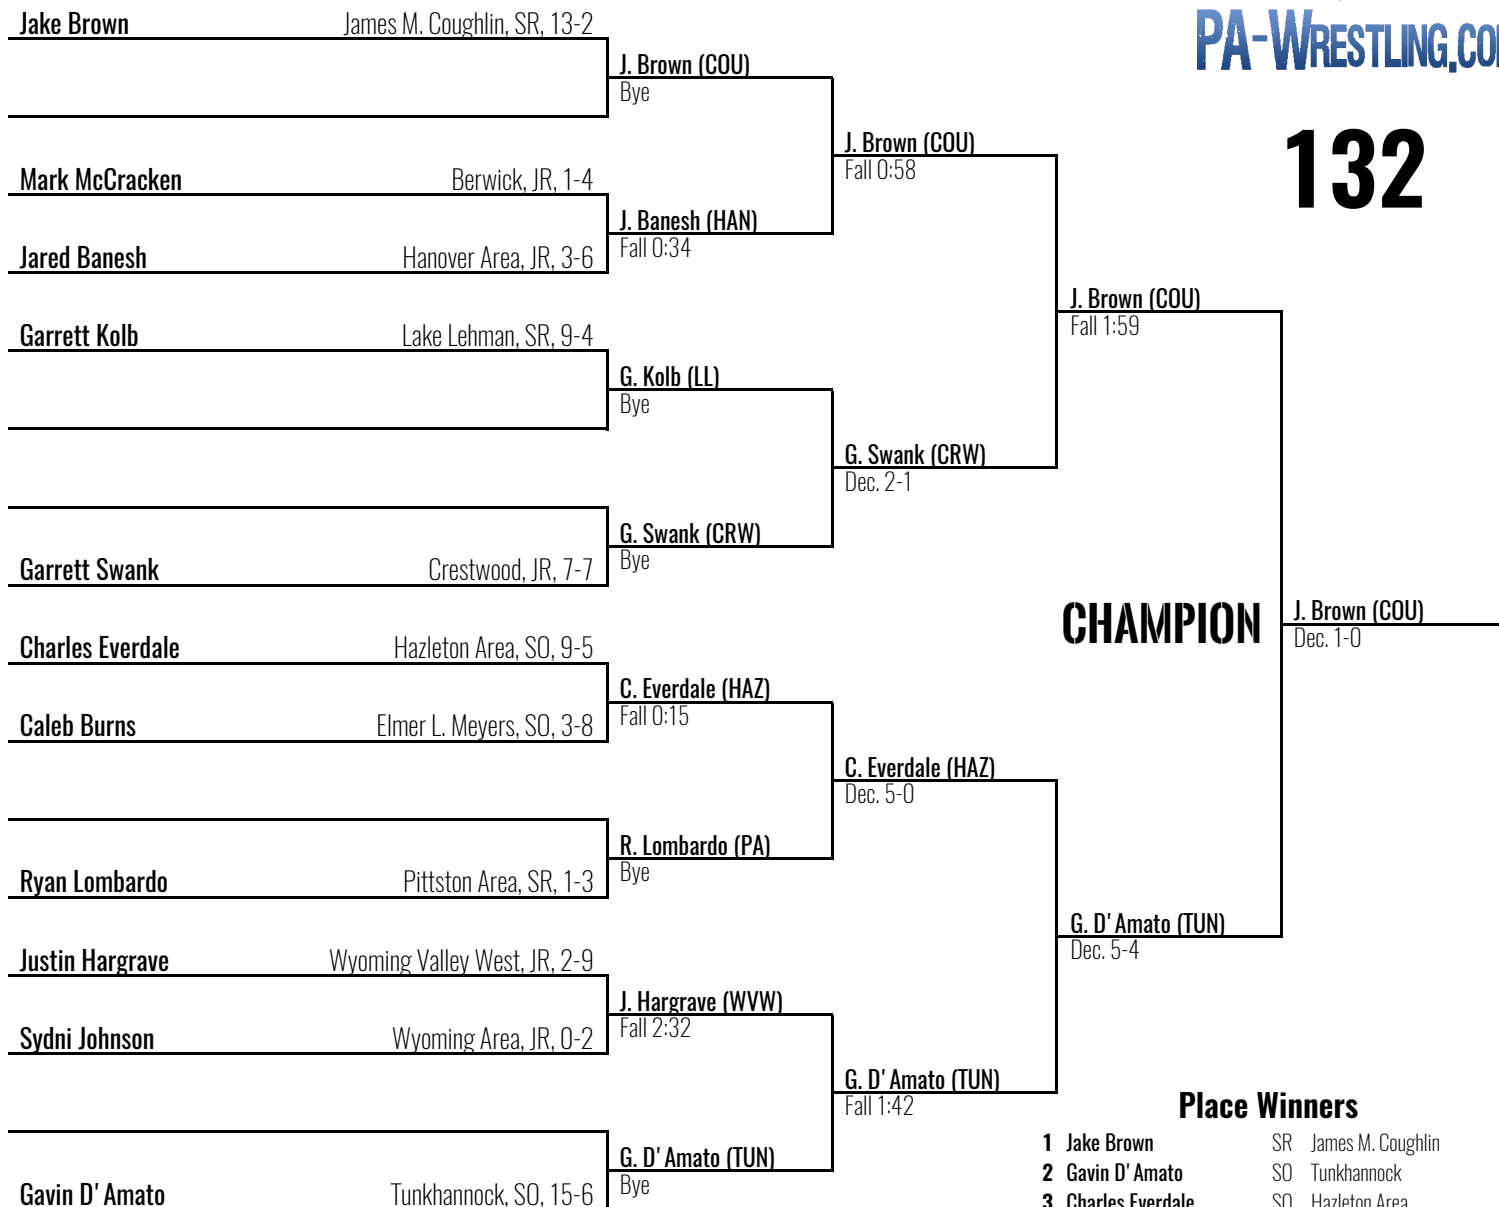 Jake Brown James M. Coughlin, SR, 13-2
PA-WRESTLING.CO
J. Brown (COU)
Bye
132
J. Brown (COU)
Fall 0:58
Mark McCracken Berwick, JR, 1-4
J. Banesh (HAN)
Fall 0:34
Jared Banesh Hanover Area, JR, 3-6
J. Brown (COU)
Fall 1:59
Garrett Kolb Lake Lehman, SR, 9-4
G. Kolb (LL)
Bye
G. Swank (CRW)
Dec. 2-1
G. Swank (CRW)
Bye
Garrett Swank Crestwood, JR, 7-7
CHAMPION
J. Brown (COU)
Dec. 1-0
Charles Everdale Hazleton Area, SO, 9-5
C. Everdale (HAZ)
Fall 0:15
Caleb Burns Elmer L. Meyers, SO, 3-8
C. Everdale (HAZ)
Dec. 5-0
R. Lombardo (PA)
Bye
Ryan Lombardo Pittston Area, SR, 1-3
G. D'Amato (TUN)
Dec. 5-4
Justin Hargrave Wyoming Valley West, JR, 2-9
J. Hargrave (WVW)
Fall 2:32
Sydni Johnson Wyoming Area, JR, 0-2
G. D'Amato (TUN)
Fall 1:42
Place Winners
1 Jake Brown SR James M. Coughlin
G. D'Amato (TUN)
Bye
2 Gavin D'Amato SO Tunkhannock
Gavin D'Amato Tunkhannock, SO, 15-6
3 Charles Everdale SO Hazleton Area